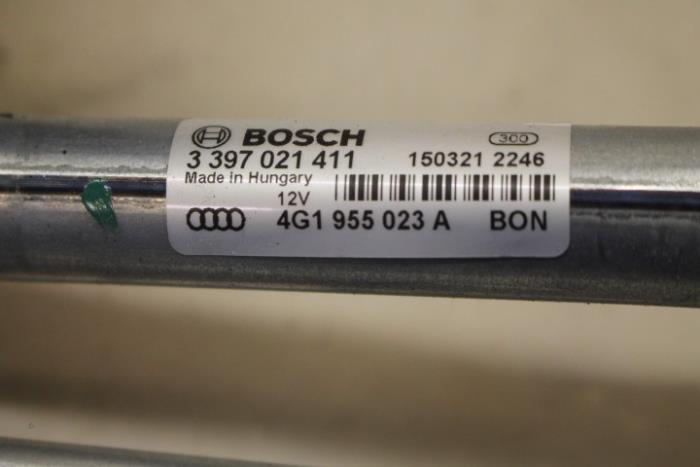 BOSCH 300
3 397 021 411 150321 2246
Made in Hungary
12V
4G1 955 023 A BON